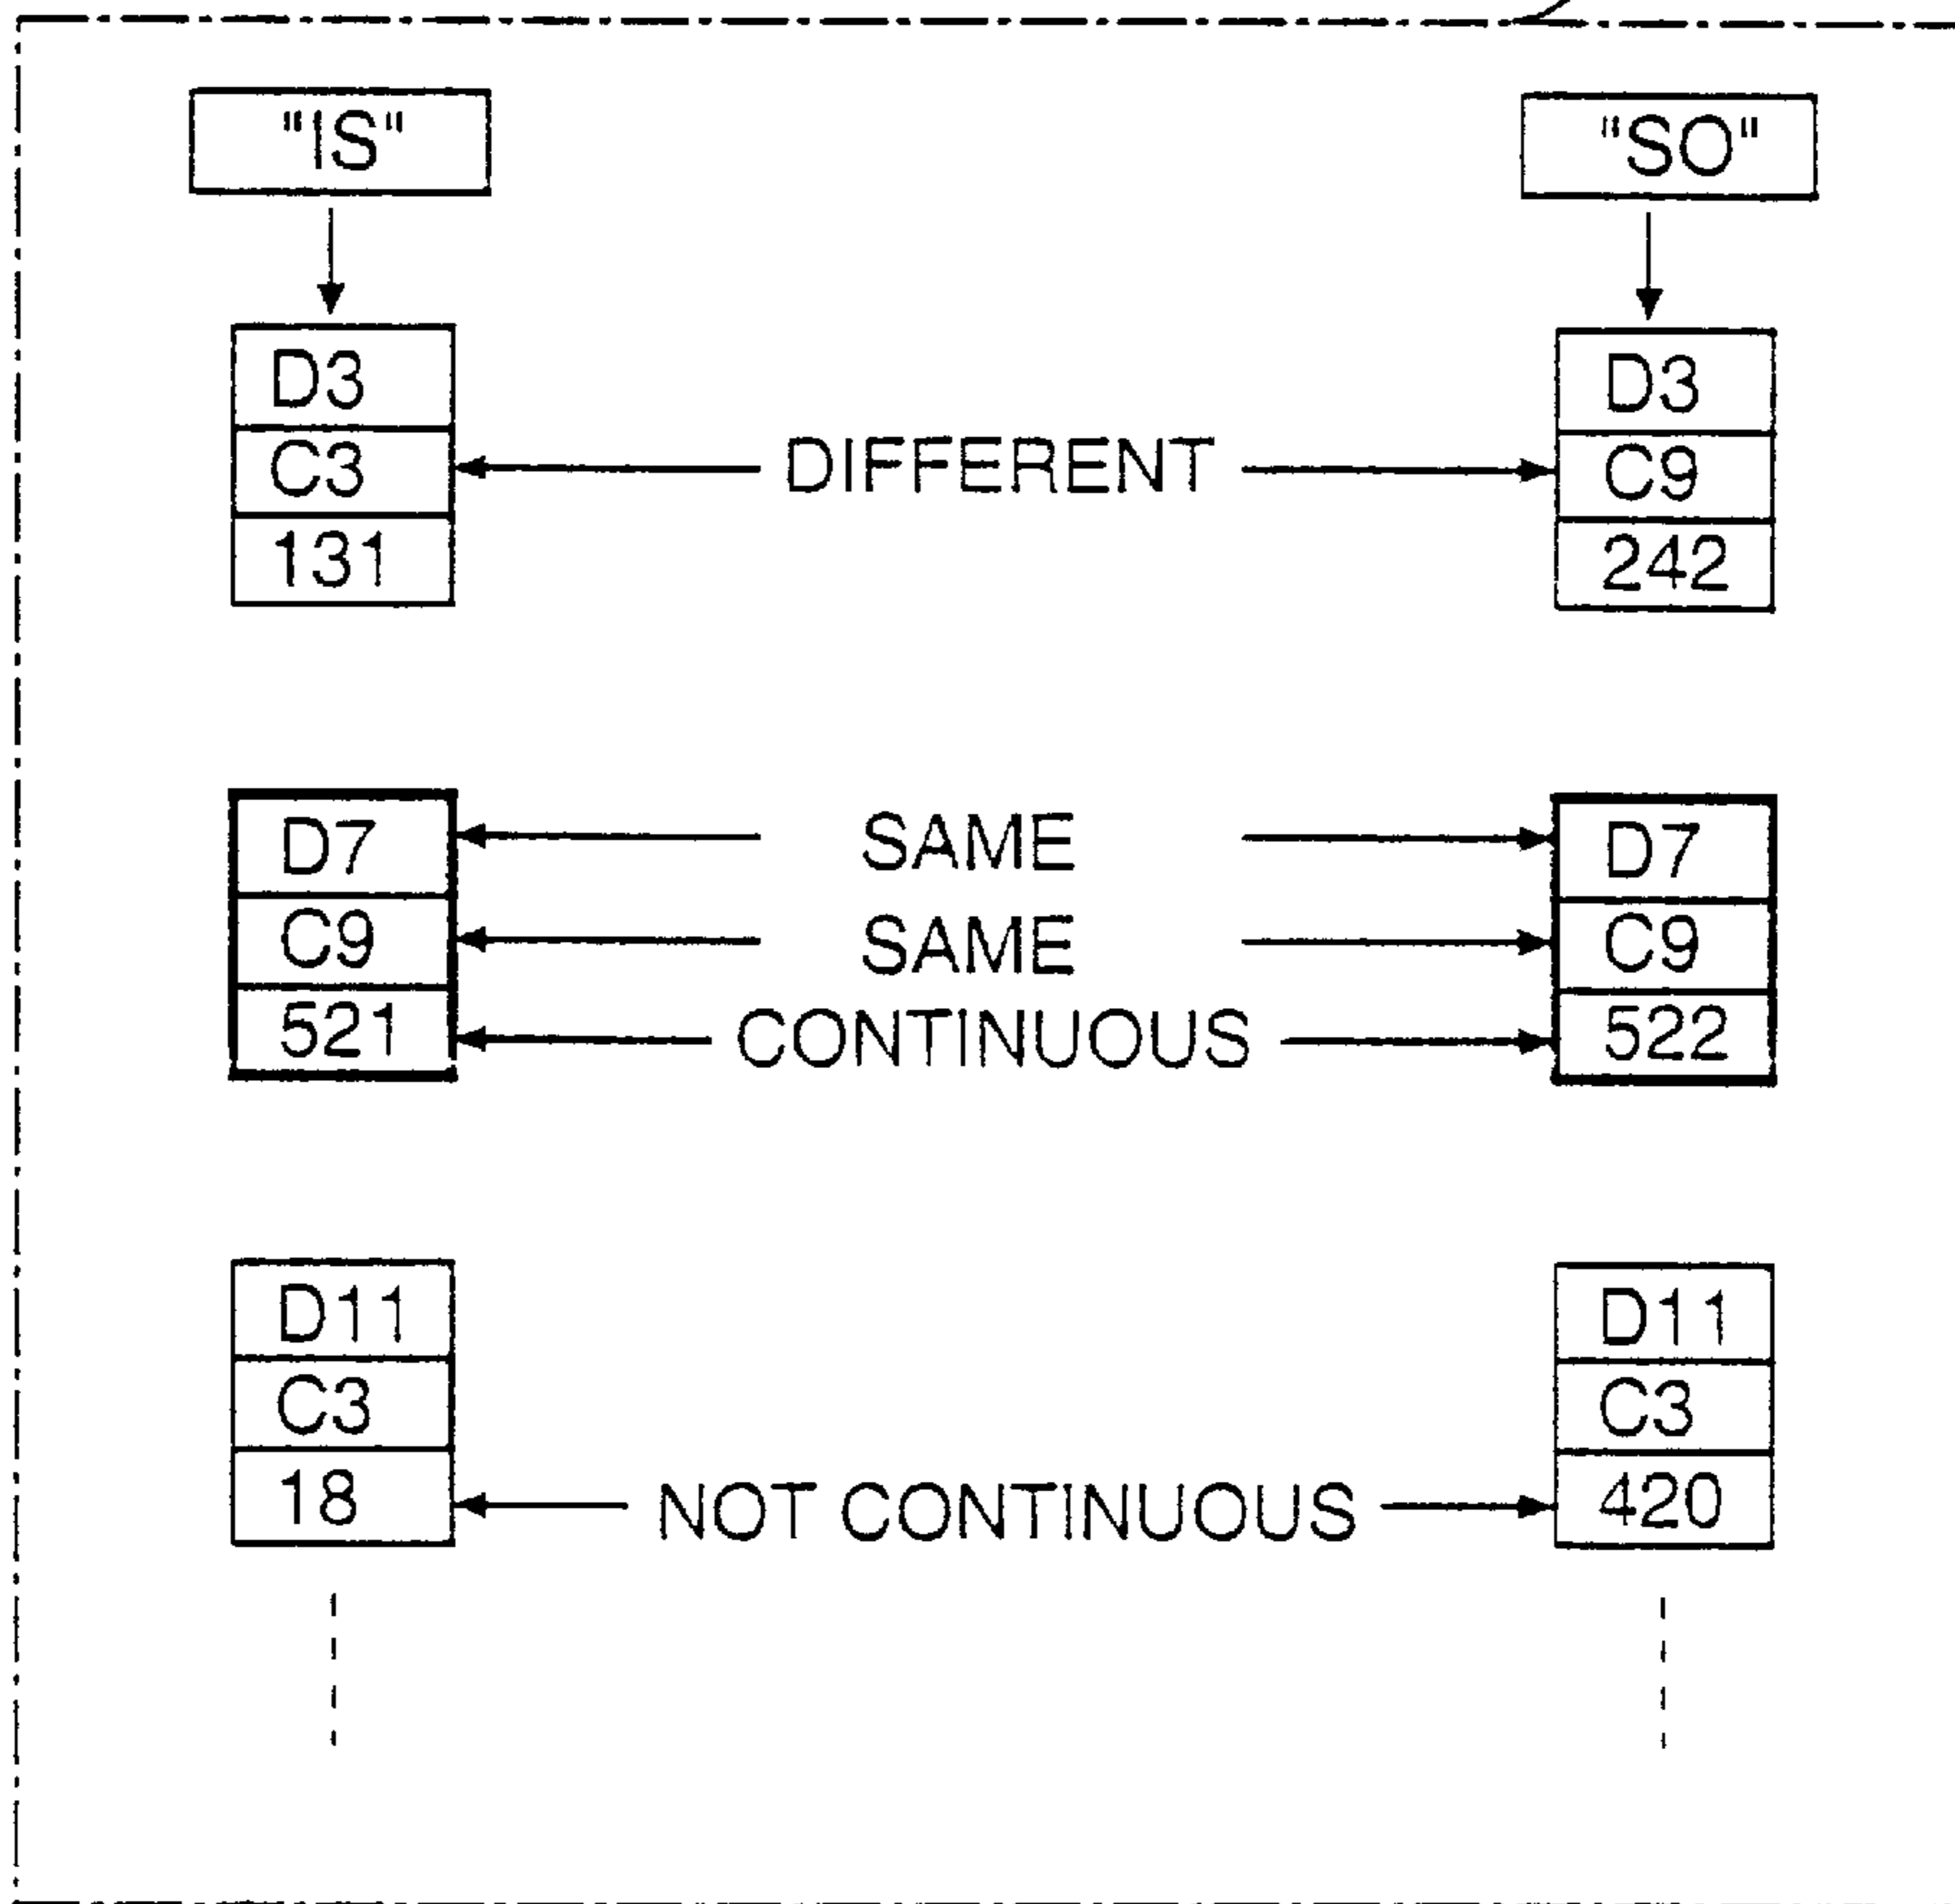 "IS" "SO"
D3 D3
C3 DIFFERENT C9
131 242
D7 SAME D7
C9 SAME C9
521 CONTINUOUS 522
D11 D11
C3 C3
18 NOT CONTINUOUS 420